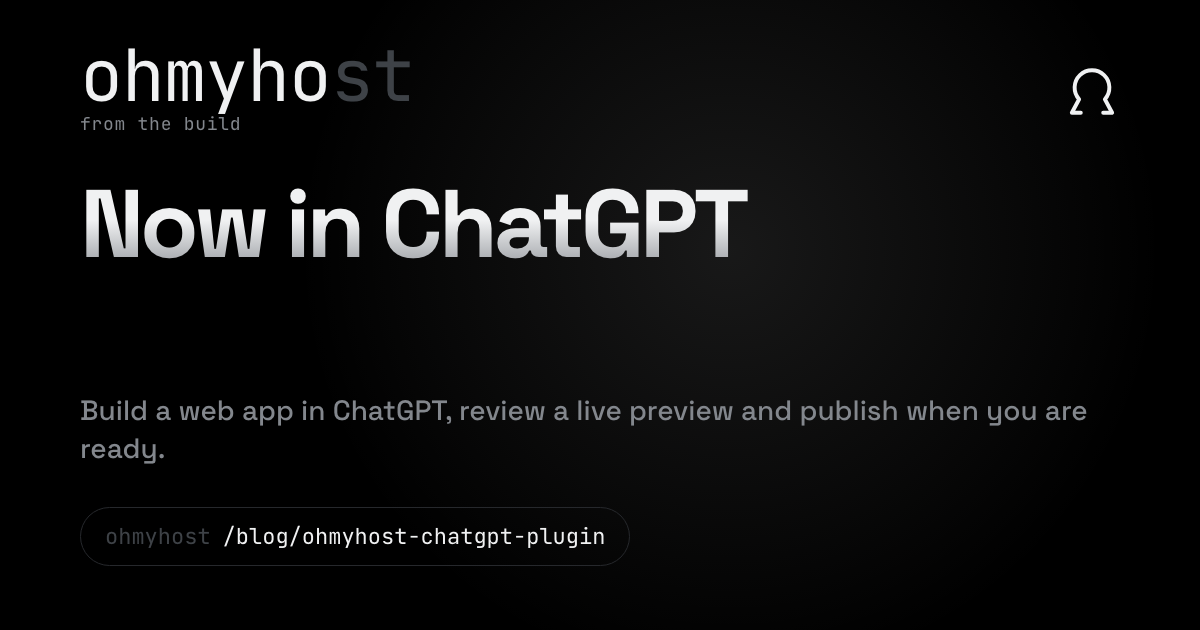 ohmyhost
from the build
Now in ChatGPT
Build a web app in ChatGPT, review a live preview and publish when you are
ready.
ohmyhost /blog/ohmyhost-chatgpt-plugin